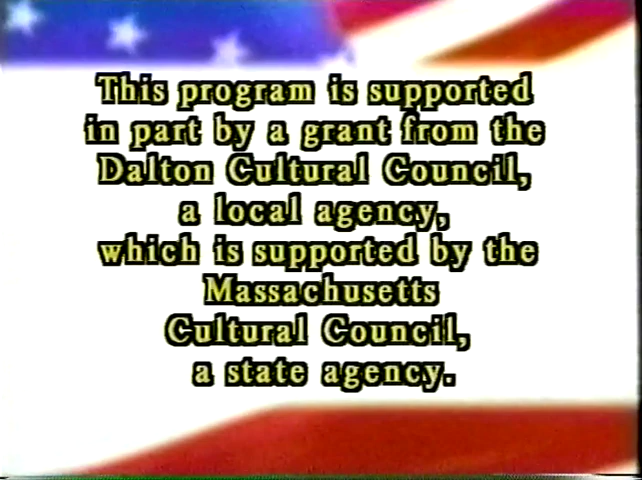 This program is supported
in part by a grant from the
Dalton Cultural Council,
a local agency,
which is supported by the
Massachusetts
Cultural Council,
a state agency.